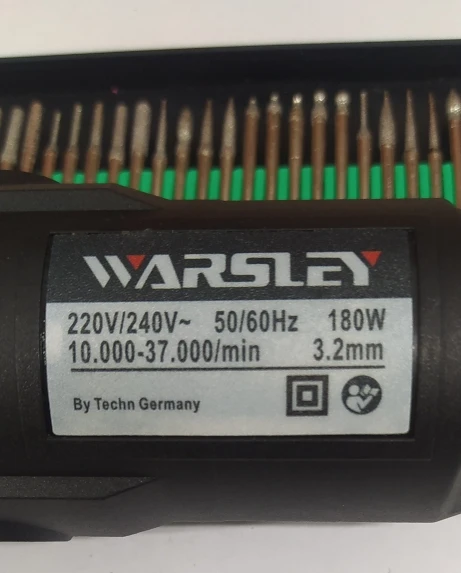 WARSLEY
220V/240V~ 50/60Hz 180W
10.000-37.000/min 3.2mm
By Techn Germany